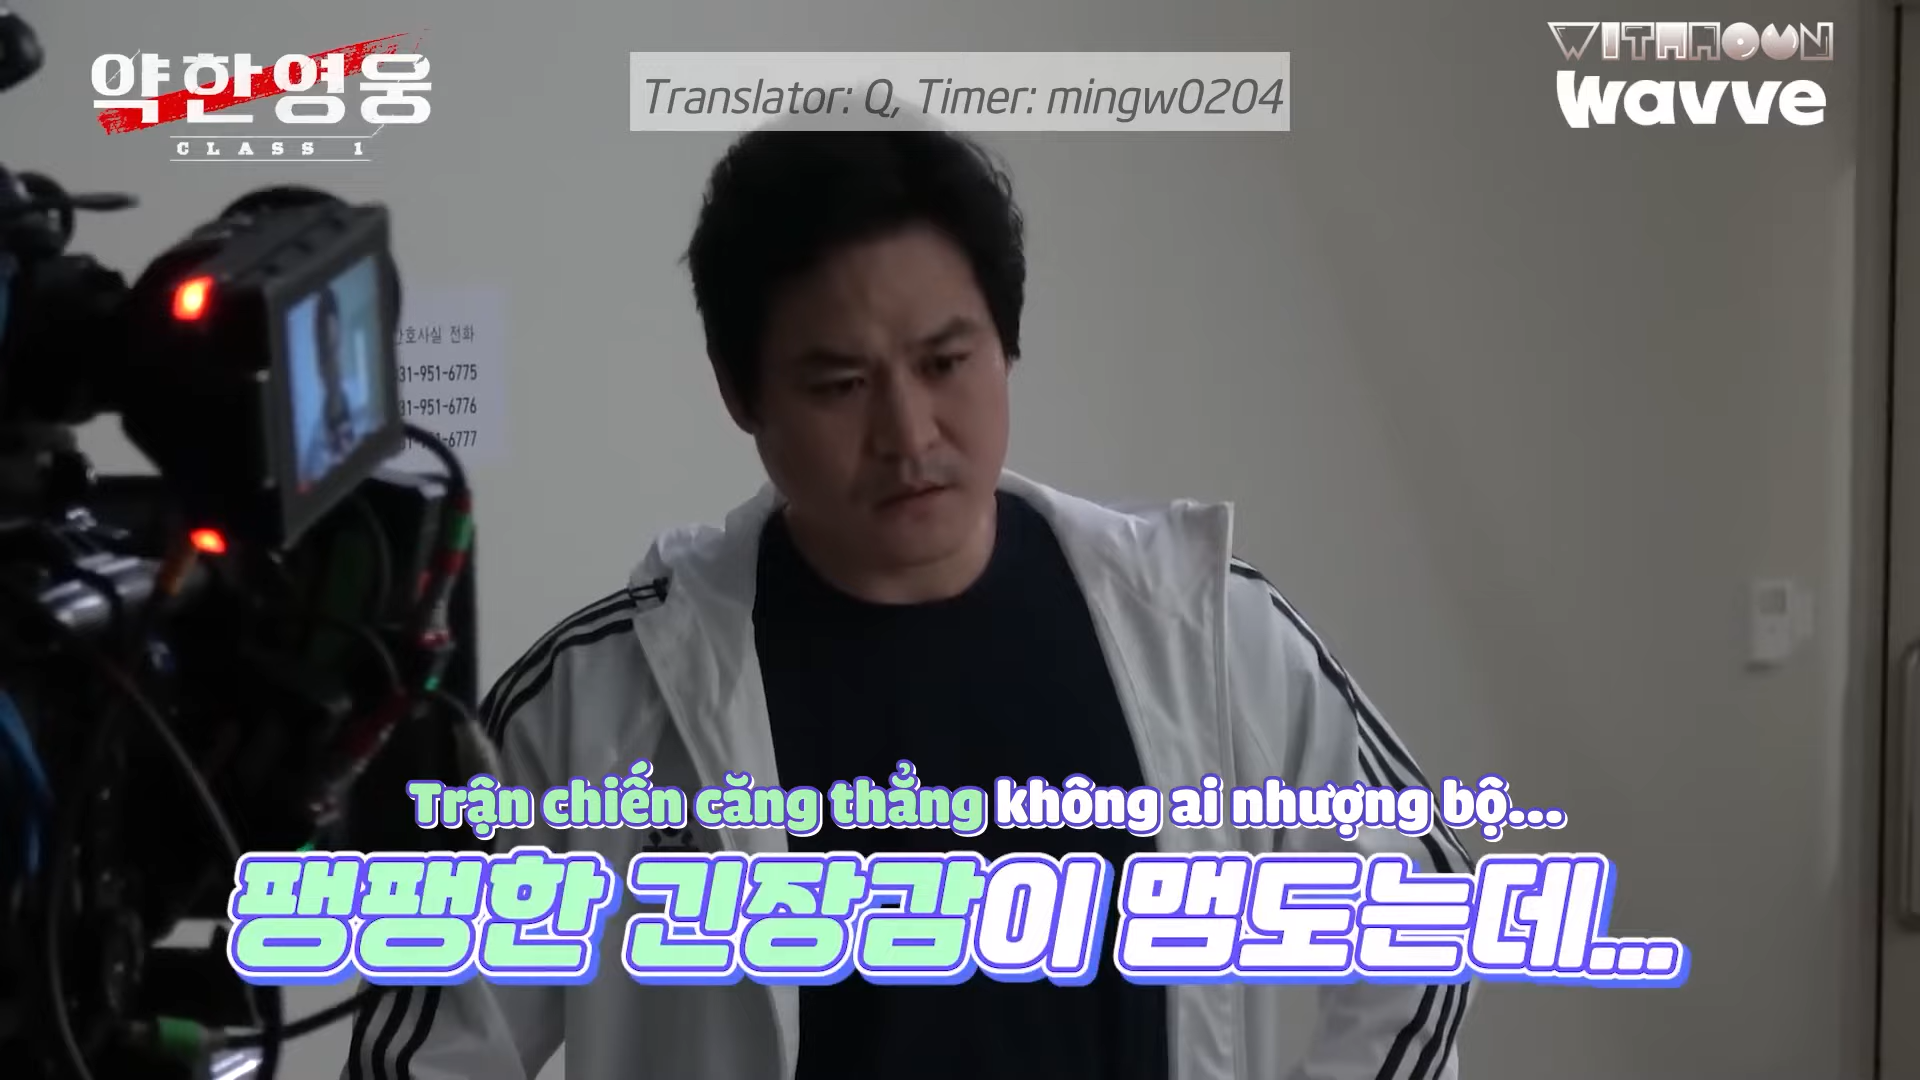 약한영웅
CLASS 1
Translator: Q, Timer: mingw0204
WITHAOUN
Wavve
간호사실 전화
31-951-6775
31-951-6776
6777
Trận chiến căng thẳng không ai nhượng bộ...
팽팽한 긴장감이 맴도는데...